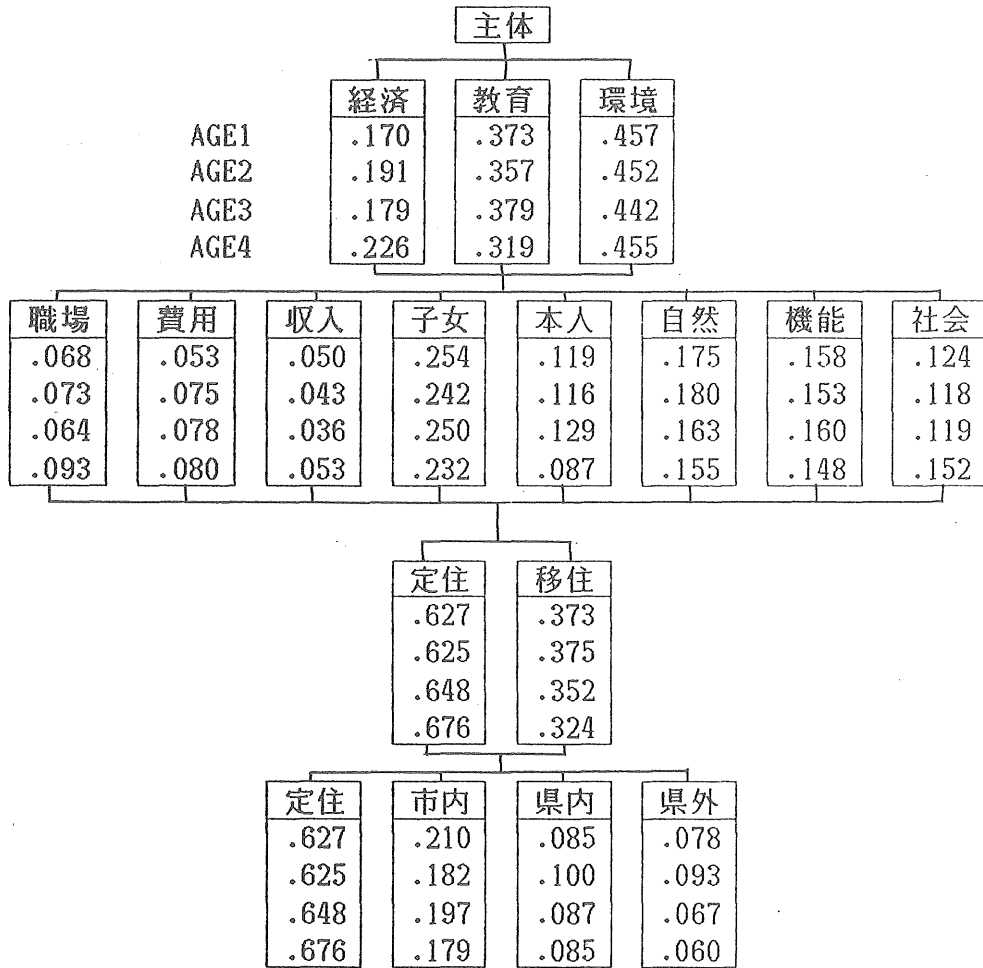 主体
経済 教育 環境
AGE1 .170 .373 .457
AGE2 .191 .357 .452
AGE3 .179 .379 .442
AGE4 .226 .319 .455
職場 費用 収入 子女 本人 自然 機能 社会
.068 .053 .050 .254 .119 .175 .158 .124
.073 .075 .043 .242 .116 .180 .153 .118
.064 .078 .036 .250 .129 .163 .160 .119
.093 .080 .053 .232 .087 .155 .148 .152
定住 移住
.627 .373
.625 .375
.648 .352
.676 .324
定住 市内 県内 県外
.627 .210 .085 .078
.625 .182 .100 .093
.648 .197 .087 .067
.676 .179 .085 .060